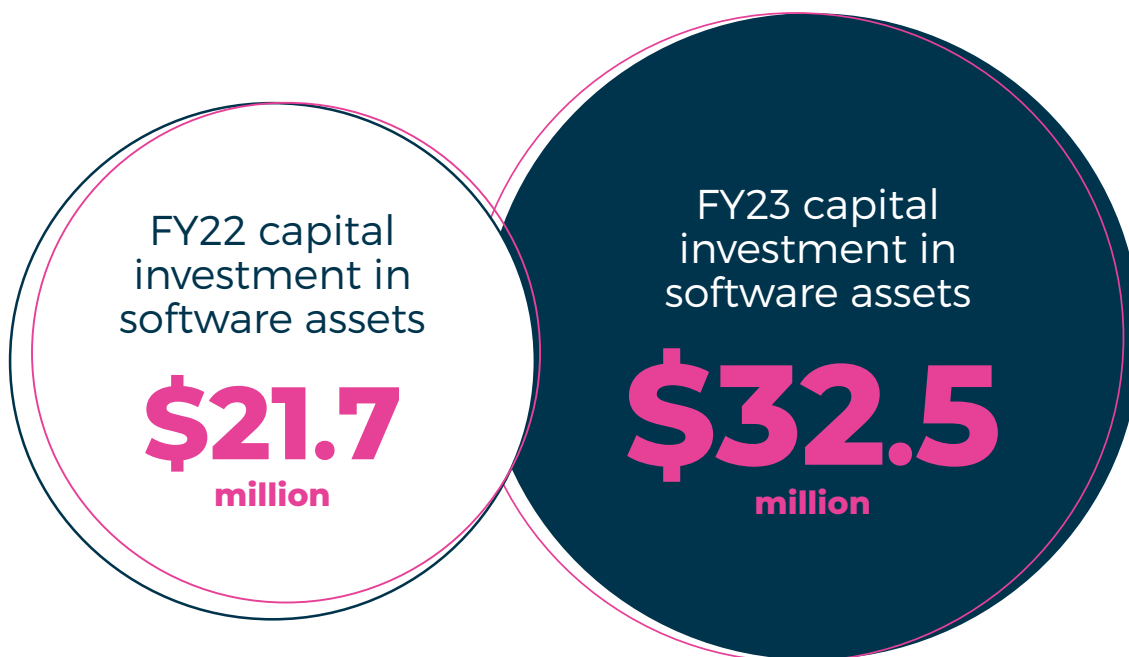 FY22 capital
investment in
software assets
$21.7
million
FY23 capital
investment in
software assets
$32.5
million